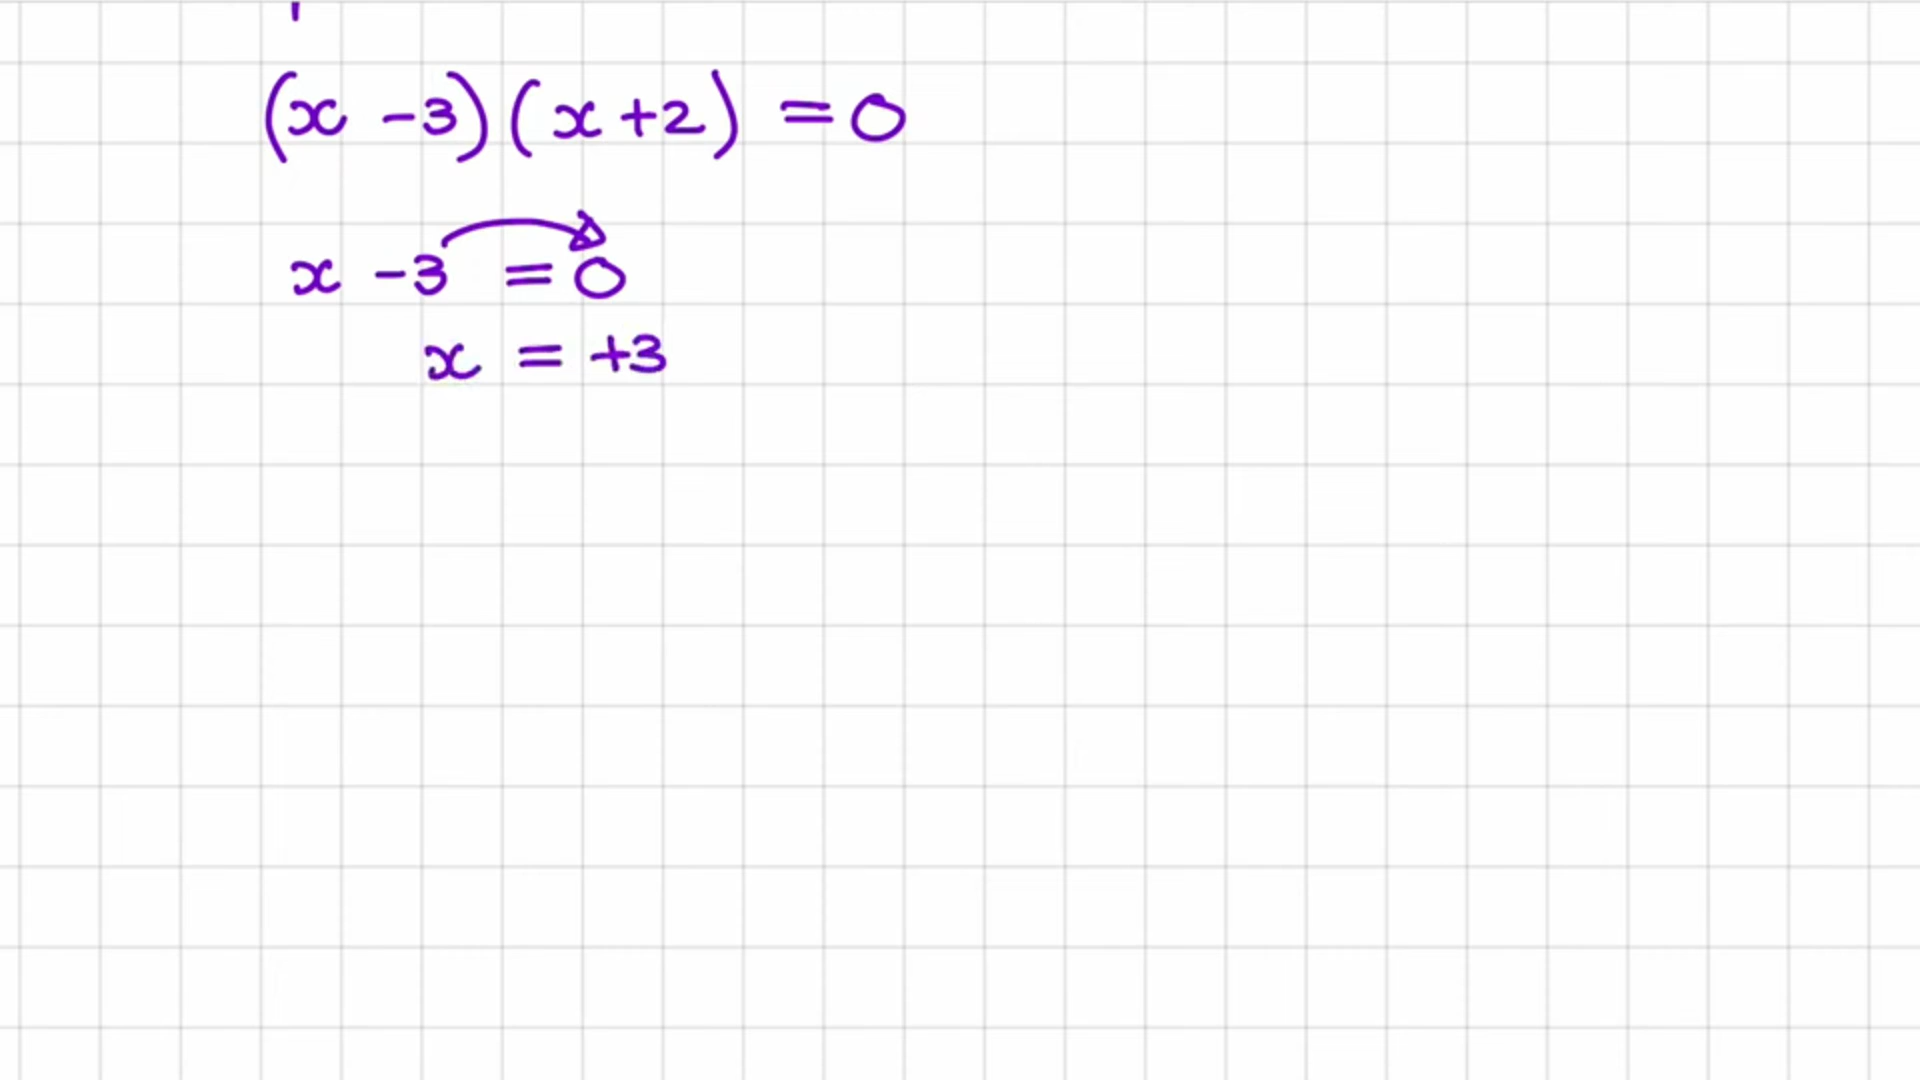 (x -3)(x +2) = 0
x -3 = 0
x = +3